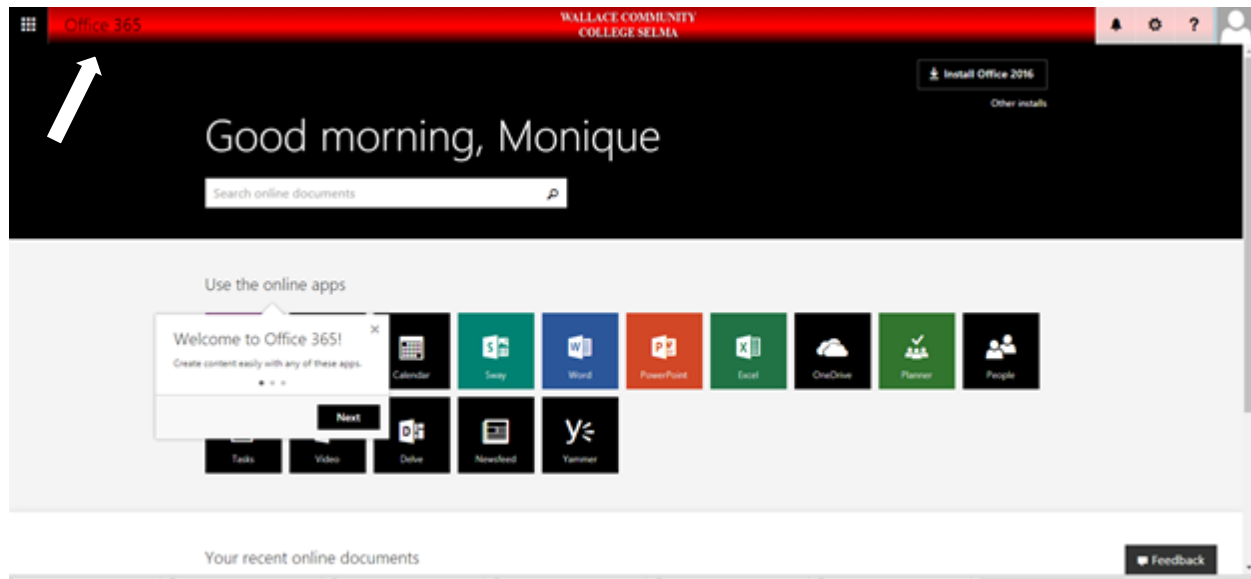 Office 365
WALLACE COMMUNITY
COLLEGE SELMA
?
Install Office 2016
Other installs
Good morning, Monique
Search online documents
Use the online apps
Welcome to Office 365!
Create content easily with any of these apps.
Next
Calendar
Sway
Word
PowerPoint
Excel
OneDrive
Planner
People
Tasks
Video
Delve
Newsfeed
Yammer
Your recent online documents
Feedback